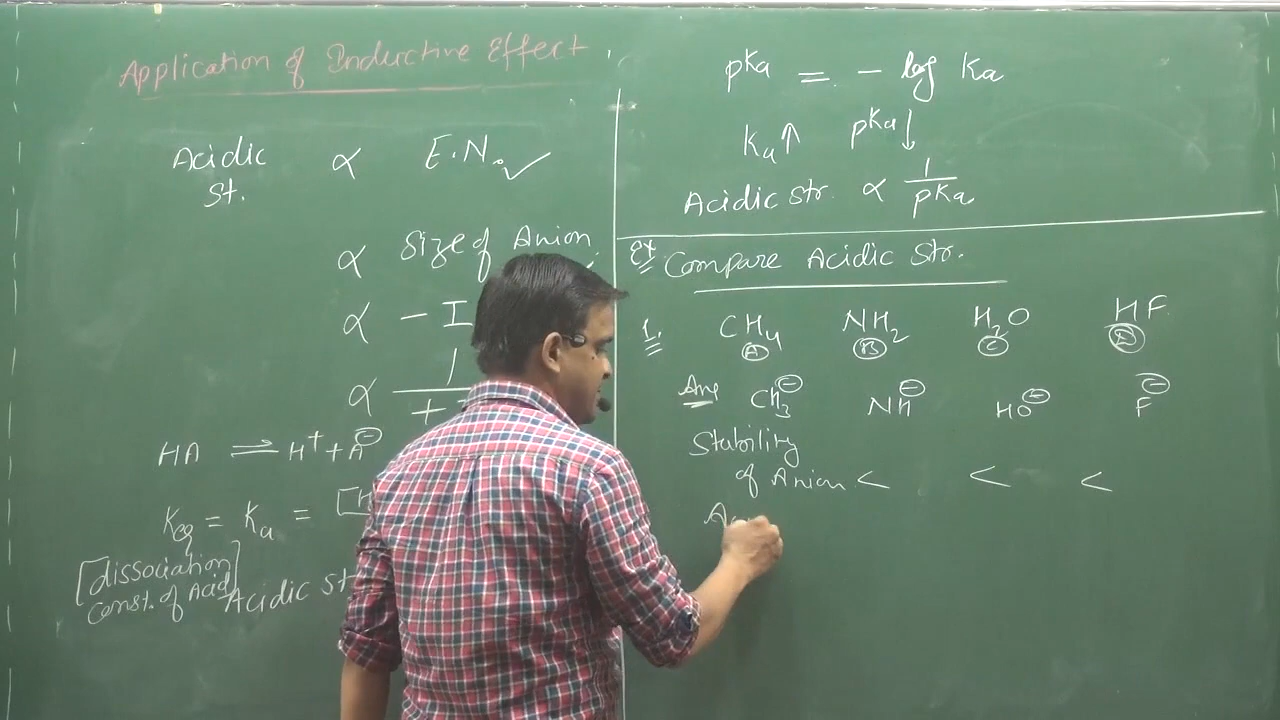 Application of Inductive Effect
Acidic St. ∝ E.N. ✓
∝ Size of Anion
∝ - I
∝ 1 / +
HA ⇌ H⁺ + A⊖
Keq = Ka = [H
[dissociation const. of Acid]
Acidic St
pKa = - log Ka
Ka ↑ pKa ↓
Acidic Str. ∝ 1 / pKa
Ex Compare Acidic Str.
1. CH4 NH2 H2O HF
A B C D
Ans CH3⊖ NH⊖ HO⊖ F⊖
Stability
of Anion < < <